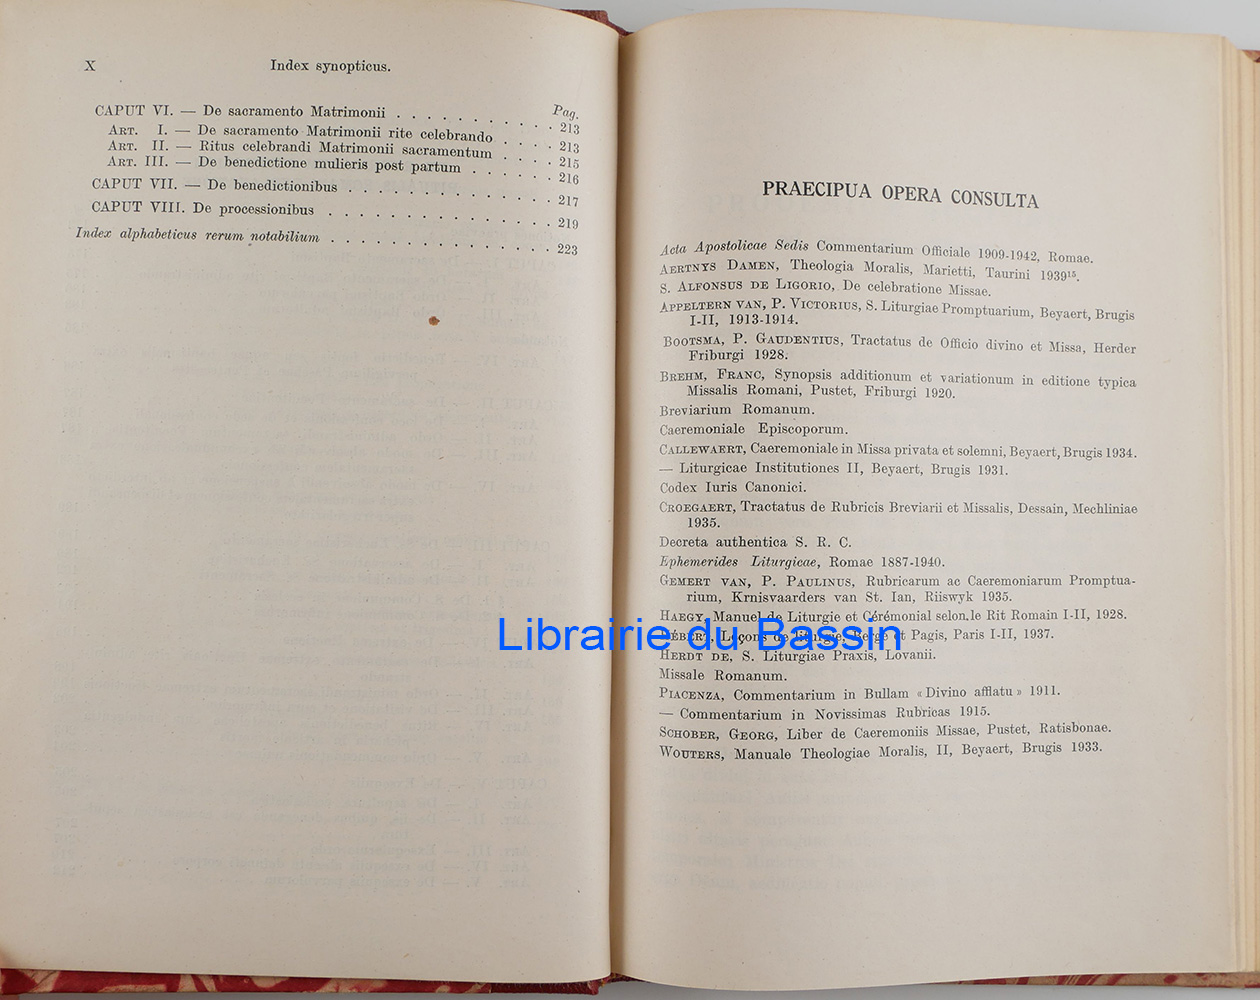 X Index synopticus.
Pag.
CAPUT VI. — De sacramento Matrimonii . . . . . . . . . . . . 213
Art. I. — De sacramento Matrimonii rite celebrando . . . . 213
Art. II. — Ritus celebrandi Matrimonii sacramentum . . . . 215
Art. III. — De benedictione mulieris post partum . . . . . . 216
CAPUT VII. — De benedictionibus . . . . . . . . . . . . . . 217
CAPUT VIII. De processionibus . . . . . . . . . . . . . . . 219
Index alphabeticus rerum notabilium . . . . . . . . . . . . . . . 223
PRAECIPUA OPERA CONSULTA
Acta Apostolicae Sedis Commentarium Officiale 1909-1942, Romae.
Aertnys Damen, Theologia Moralis, Marietti, Taurini 1939¹⁵.
S. Alfonsus de Ligorio, De celebratione Missae.
Appeltern van, P. Victorius, S. Liturgiae Promptuarium, Beyaert, Brugis
I-II, 1913-1914.
Bootsma, P. Gaudentius, Tractatus de Officio divino et Missa, Herder
Friburgi 1928.
Brehm, Franc, Synopsis additionum et variationum in editione typica
Missalis Romani, Pustet, Friburgi 1920.
Breviarium Romanum.
Caeremoniale Episcoporum.
Callewaert, Caeremoniale in Missa privata et solemni, Beyaert, Brugis 1934.
— Liturgicae Institutiones II, Beyaert, Brugis 1931.
Codex Iuris Canonici.
Croegaert, Tractatus de Rubricis Breviarii et Missalis, Dessain, Mechliniae
1935.
Decreta authentica S. R. C.
Ephemerides Liturgicae, Romae 1887-1940.
Gemert van, P. Paulinus, Rubricarum ac Caeremoniarum Promptua-
rium, Krnisvaarders van St. Ian, Riiswyk 1935.
Haegy, Manuel de Liturgie et Cérémonial selon.le Rit Romain I-II, 1928.
Hébert, Leçons de liturgie, Berge et Pagis, Paris I-II, 1937.
Herdt de, S. Liturgiae Praxis, Lovanii.
Missale Romanum.
Piacenza, Commentarium in Bullam « Divino afflatu » 1911.
— Commentarium in Novissimas Rubricas 1915.
Schober, Georg, Liber de Caeremoniis Missae, Pustet, Ratisbonae.
Wouters, Manuale Theologiae Moralis, II, Beyaert, Brugis 1933.
Librairie du Bassin